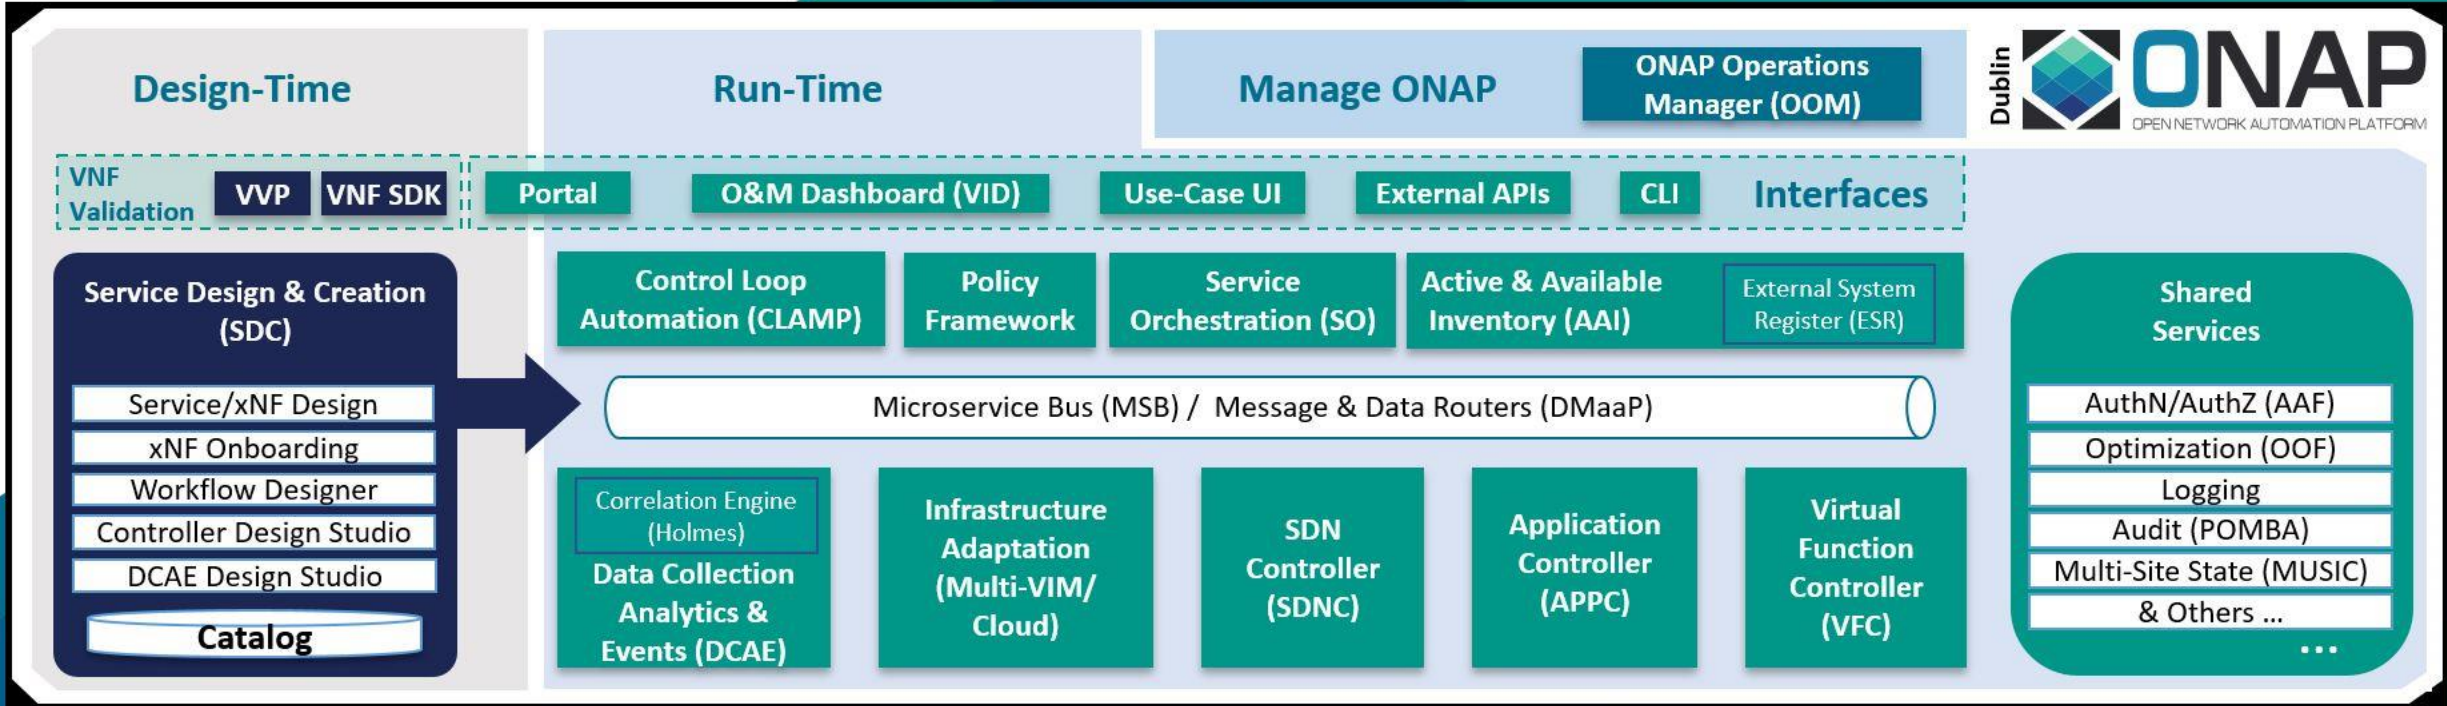 Design-Time
Run-Time
Manage ONAP
ONAP Operations
Manager (OOM)
Dublin
ONAP
OPEN NETWORK AUTOMATION PLATFORM
VNF
Validation
VVP
VNF SDK
Portal
O&M Dashboard (VID)
Use-Case UI
External APIs
CLI
Interfaces
Service Design & Creation
(SDC)
Service/xNF Design
xNF Onboarding
Workflow Designer
Controller Design Studio
DCAE Design Studio
Catalog
Control Loop
Automation (CLAMP)
Policy
Framework
Service
Orchestration (SO)
Active & Available
Inventory (AAI)
External System
Register (ESR)
Microservice Bus (MSB) / Message & Data Routers (DMaaP)
Correlation Engine
(Holmes)
Data Collection
Analytics &
Events (DCAE)
Infrastructure
Adaptation
(Multi-VIM/
Cloud)
SDN
Controller
(SDNC)
Application
Controller
(APPC)
Virtual
Function
Controller
(VFC)
Shared
Services
AuthN/AuthZ (AAF)
Optimization (OOF)
Logging
Audit (POMBA)
Multi-Site State (MUSIC)
& Others ...
...